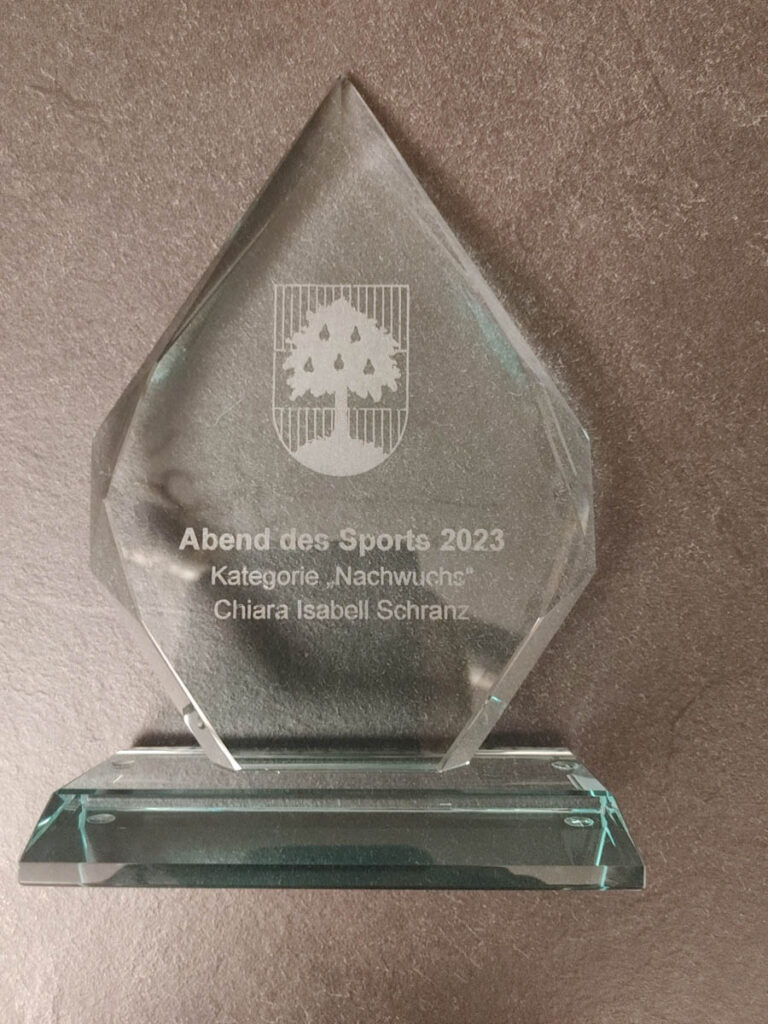 Abend des Sports 2023
Kategorie „Nachwuchs“
Chiara Isabell Schranz